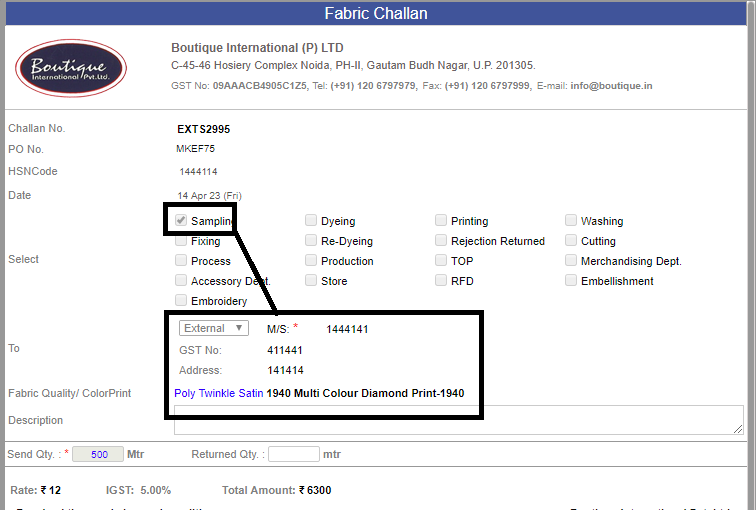 Fabric Challan
Boutique
International Pvt.Ltd.
Boutique International (P) LTD
C-45-46 Hosiery Complex Noida, PH-II, Gautam Budh Nagar, U.P. 201305.
GST No: 09AAACB4905C1Z5, Tel: (+91) 120 6797979, Fax: (+91) 120 6797999, E-mail: info@boutique.in
Challan No. EXTS2995
PO No. MKEF75
HSNCode 1444114
Date 14 Apr 23 (Fri)
Sampling Dyeing Printing Washing
Fixing Re-Dyeing Rejection Returned Cutting
Select Process Production TOP Merchandising Dept.
Accessory Dept. Store RFD Embellishment
Embroidery
External ▼ M/S: * 1444141
To GST No: 411441
Address: 141414
Fabric Quality/ ColorPrint Poly Twinkle Satin 1940 Multi Colour Diamond Print-1940
Description
Send Qty. : * 500 Mtr Returned Qty. : mtr
Rate: ₹ 12 IGST: 5.00% Total Amount: ₹ 6300